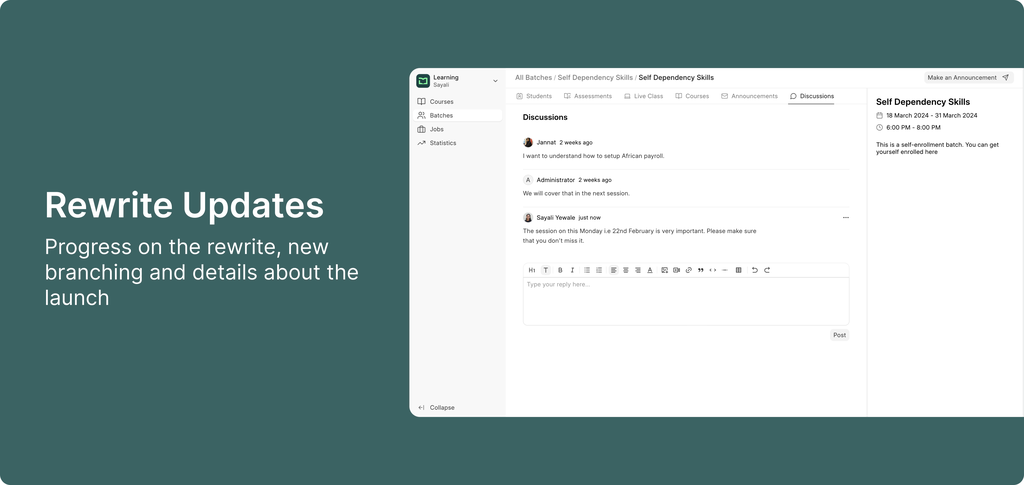 Rewrite Updates
Progress on the rewrite, new
branching and details about the
launch
Learning
Sayali
Courses
Batches
Jobs
Statistics
Collapse
All Batches / Self Dependency Skills / Self Dependency Skills
Make an Announcement
Students Assessments Live Class Courses Announcements Discussions
Discussions
Jannat 2 weeks ago
I want to understand how to setup African payroll.
A Administrator 2 weeks ago
We will cover that in the next session.
Sayali Yewale just now
The session on this Monday i.e 22nd February is very important. Please make sure
that you don't miss it.
H1 T B I A
Type your reply here...
Post
Self Dependency Skills
18 March 2024 - 31 March 2024
6:00 PM - 8:00 PM
This is a self-enrollment batch. You can get
yourself enrolled here